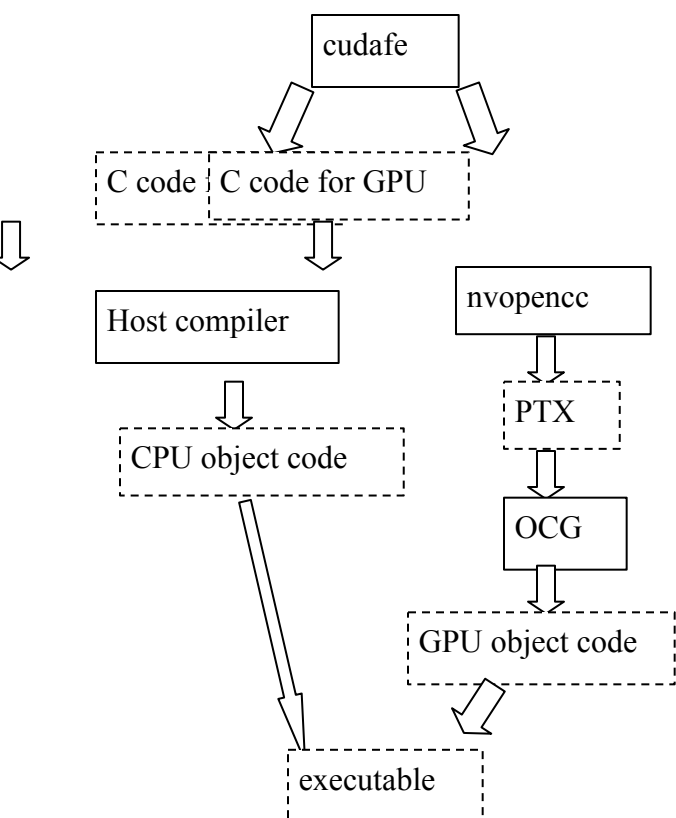 cudafe
C code
C code for GPU
Host compiler
nvopencc
PTX
CPU object code
OCG
GPU object code
executable